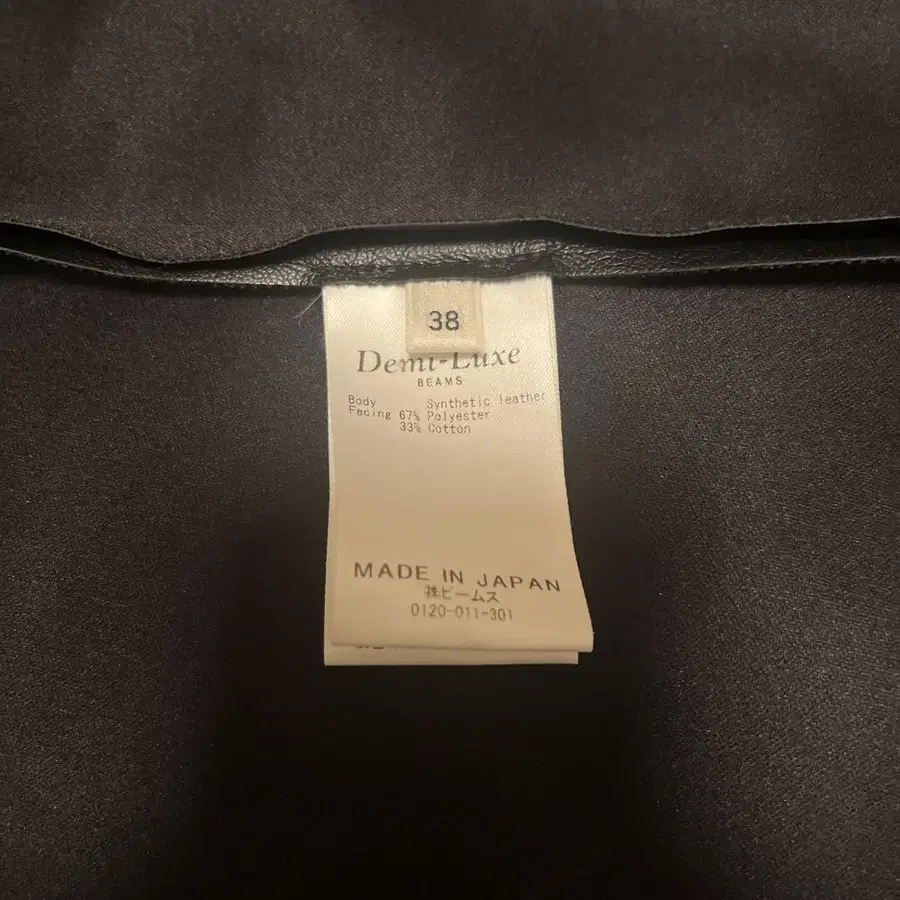 38
Demi-Luxe
BEAMS
Body Synthetic leather
Facing 67% Polyester
33% Cotton
MADE IN JAPAN
㈱ビームス
0120-011-301